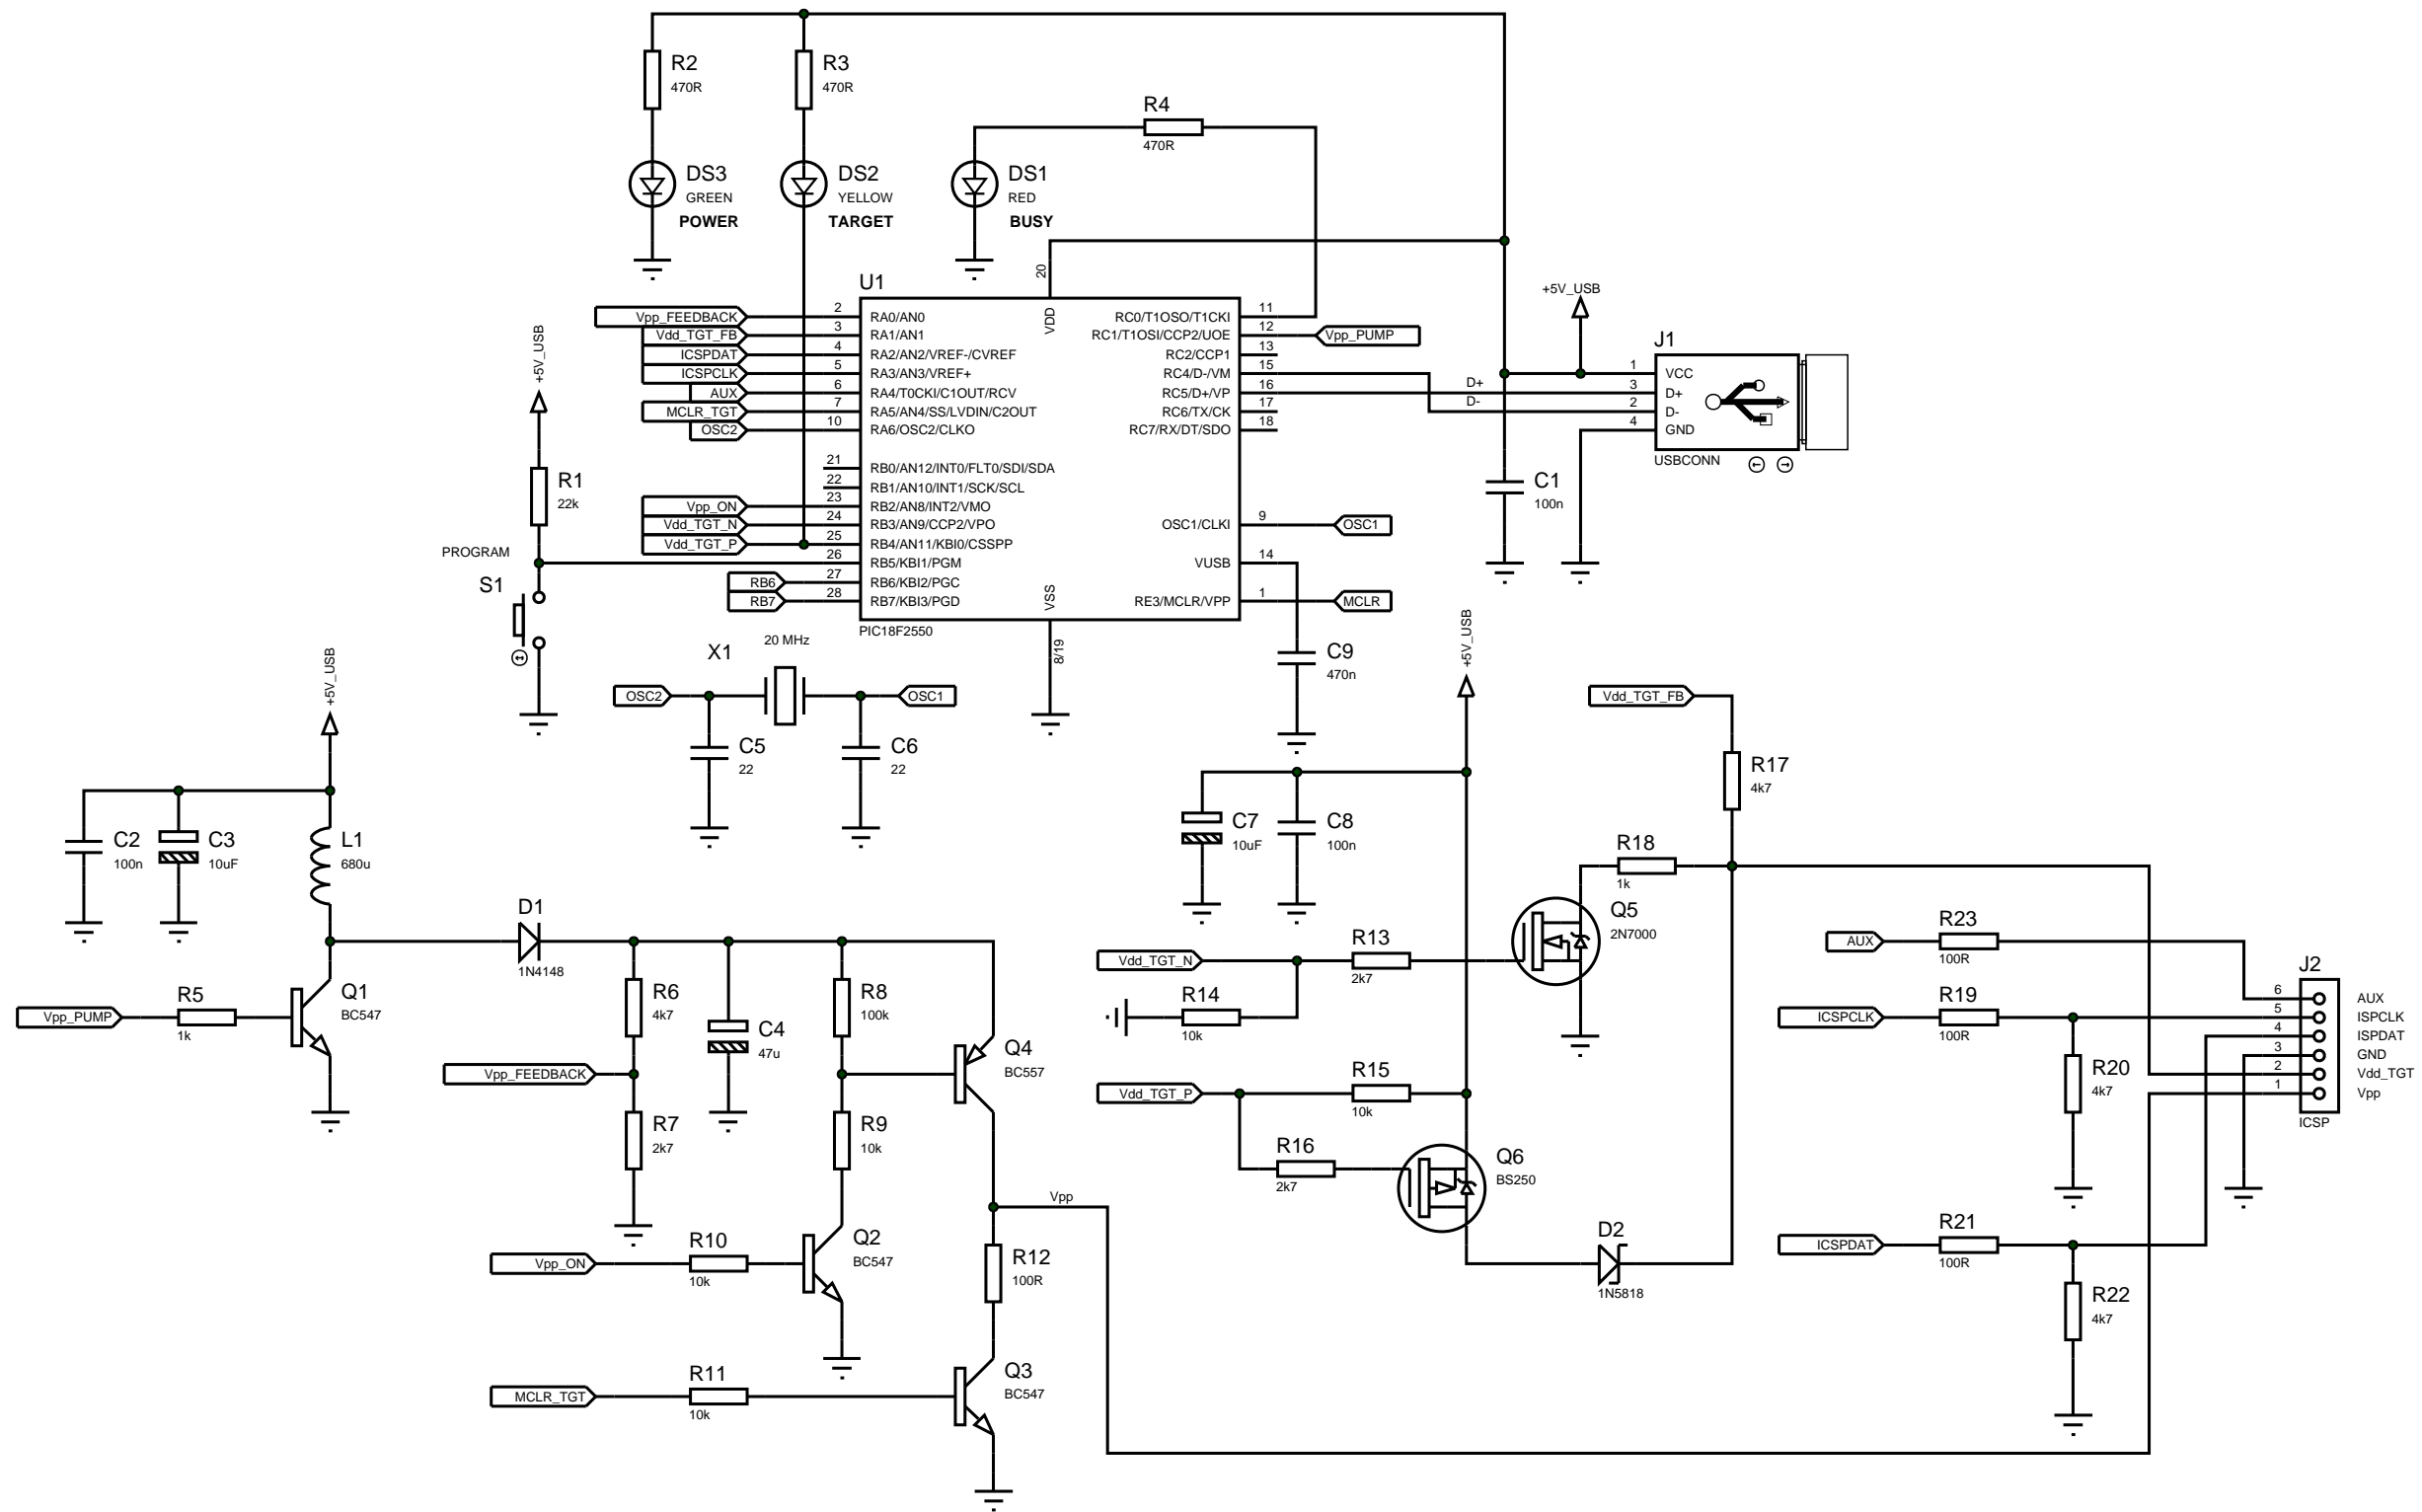 R2
470R
R3
470R
R4
470R
DS3
GREEN
POWER
DS2
YELLOW
TARGET
DS1
RED
BUSY
U1
20
VDD
Vpp_FEEDBACK 2 RA0/AN0
Vdd_TGT_FB 3 RA1/AN1
ICSPDAT 4 RA2/AN2/VREF-/CVREF
ICSPCLK 5 RA3/AN3/VREF+
AUX 6 RA4/T0CKI/C1OUT/RCV
MCLR_TGT 7 RA5/AN4/SS/LVDIN/C2OUT
OSC2 10 RA6/OSC2/CLKO
21 RB0/AN12/INT0/FLT0/SDI/SDA
22 RB1/AN10/INT1/SCK/SCL
Vpp_ON 23 RB2/AN8/INT2/VMO
Vdd_TGT_N 24 RB3/AN9/CCP2/VPO
Vdd_TGT_P 25 RB4/AN11/KBI0/CSSPP
26 RB5/KBI1/PGM
RB6 27 RB6/KBI2/PGC
RB7 28 RB7/KBI3/PGD
RC0/T1OSO/T1CKI 11
RC1/T1OSI/CCP2/UOE 12 Vpp_PUMP
RC2/CCP1 13
RC4/D-/VM 15
RC5/D+/VP 16
RC6/TX/CK 17
RC7/RX/DT/SDO 18
OSC1/CLKI 9 OSC1
VUSB 14
RE3/MCLR/VPP 1 MCLR
VSS
8/19
PIC18F2550
D+
D-
+5V_USB
J1
1 VCC
3 D+
2 D-
4 GND
USBCONN
C1
100n
+5V_USB
R1
22k
PROGRAM
S1
X1
20 MHz
OSC2
OSC1
C5
22
C6
22
C9
470n
+5V_USB
C2
100n
C3
10uF
L1
680u
D1
1N4148
Vpp_PUMP
R5
1k
Q1
BC547
R6
4k7
Vpp_FEEDBACK
R7
2k7
C4
47u
R8
100k
R9
10k
Q4
BC557
Vpp_ON
R10
10k
Q2
BC547
Vpp
R12
100R
MCLR_TGT
R11
10k
Q3
BC547
+5V_USB
Vdd_TGT_FB
R17
4k7
C7
10uF
C8
100n
R18
1k
Q5
2N7000
Vdd_TGT_N
R13
2k7
R14
10k
Vdd_TGT_P
R15
10k
R16
2k7
Q6
BS250
D2
1N5818
AUX
R23
100R
ICSPCLK
R19
100R
R20
4k7
ICSPDAT
R21
100R
R22
4k7
J2
6 AUX
5 ISPCLK
4 ISPDAT
3 GND
2 Vdd_TGT
1 Vpp
ICSP